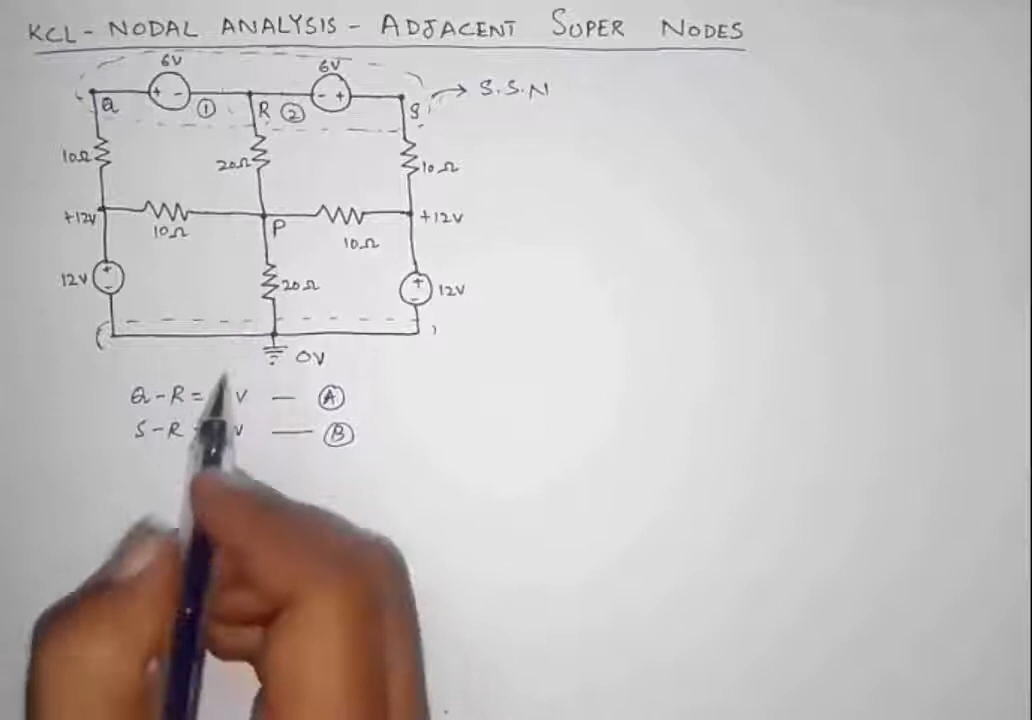 KCL - NODAL ANALYSIS - ADJACENT SUPER NODES
6V 6V
+ - - +
Q ① R ② S → S.S.N
10Ω 20Ω 10Ω
+12V P +12V
10Ω 10Ω
12V + - 20Ω + - 12V
0V
Q - R = V — Ⓐ
S - R V — Ⓑ